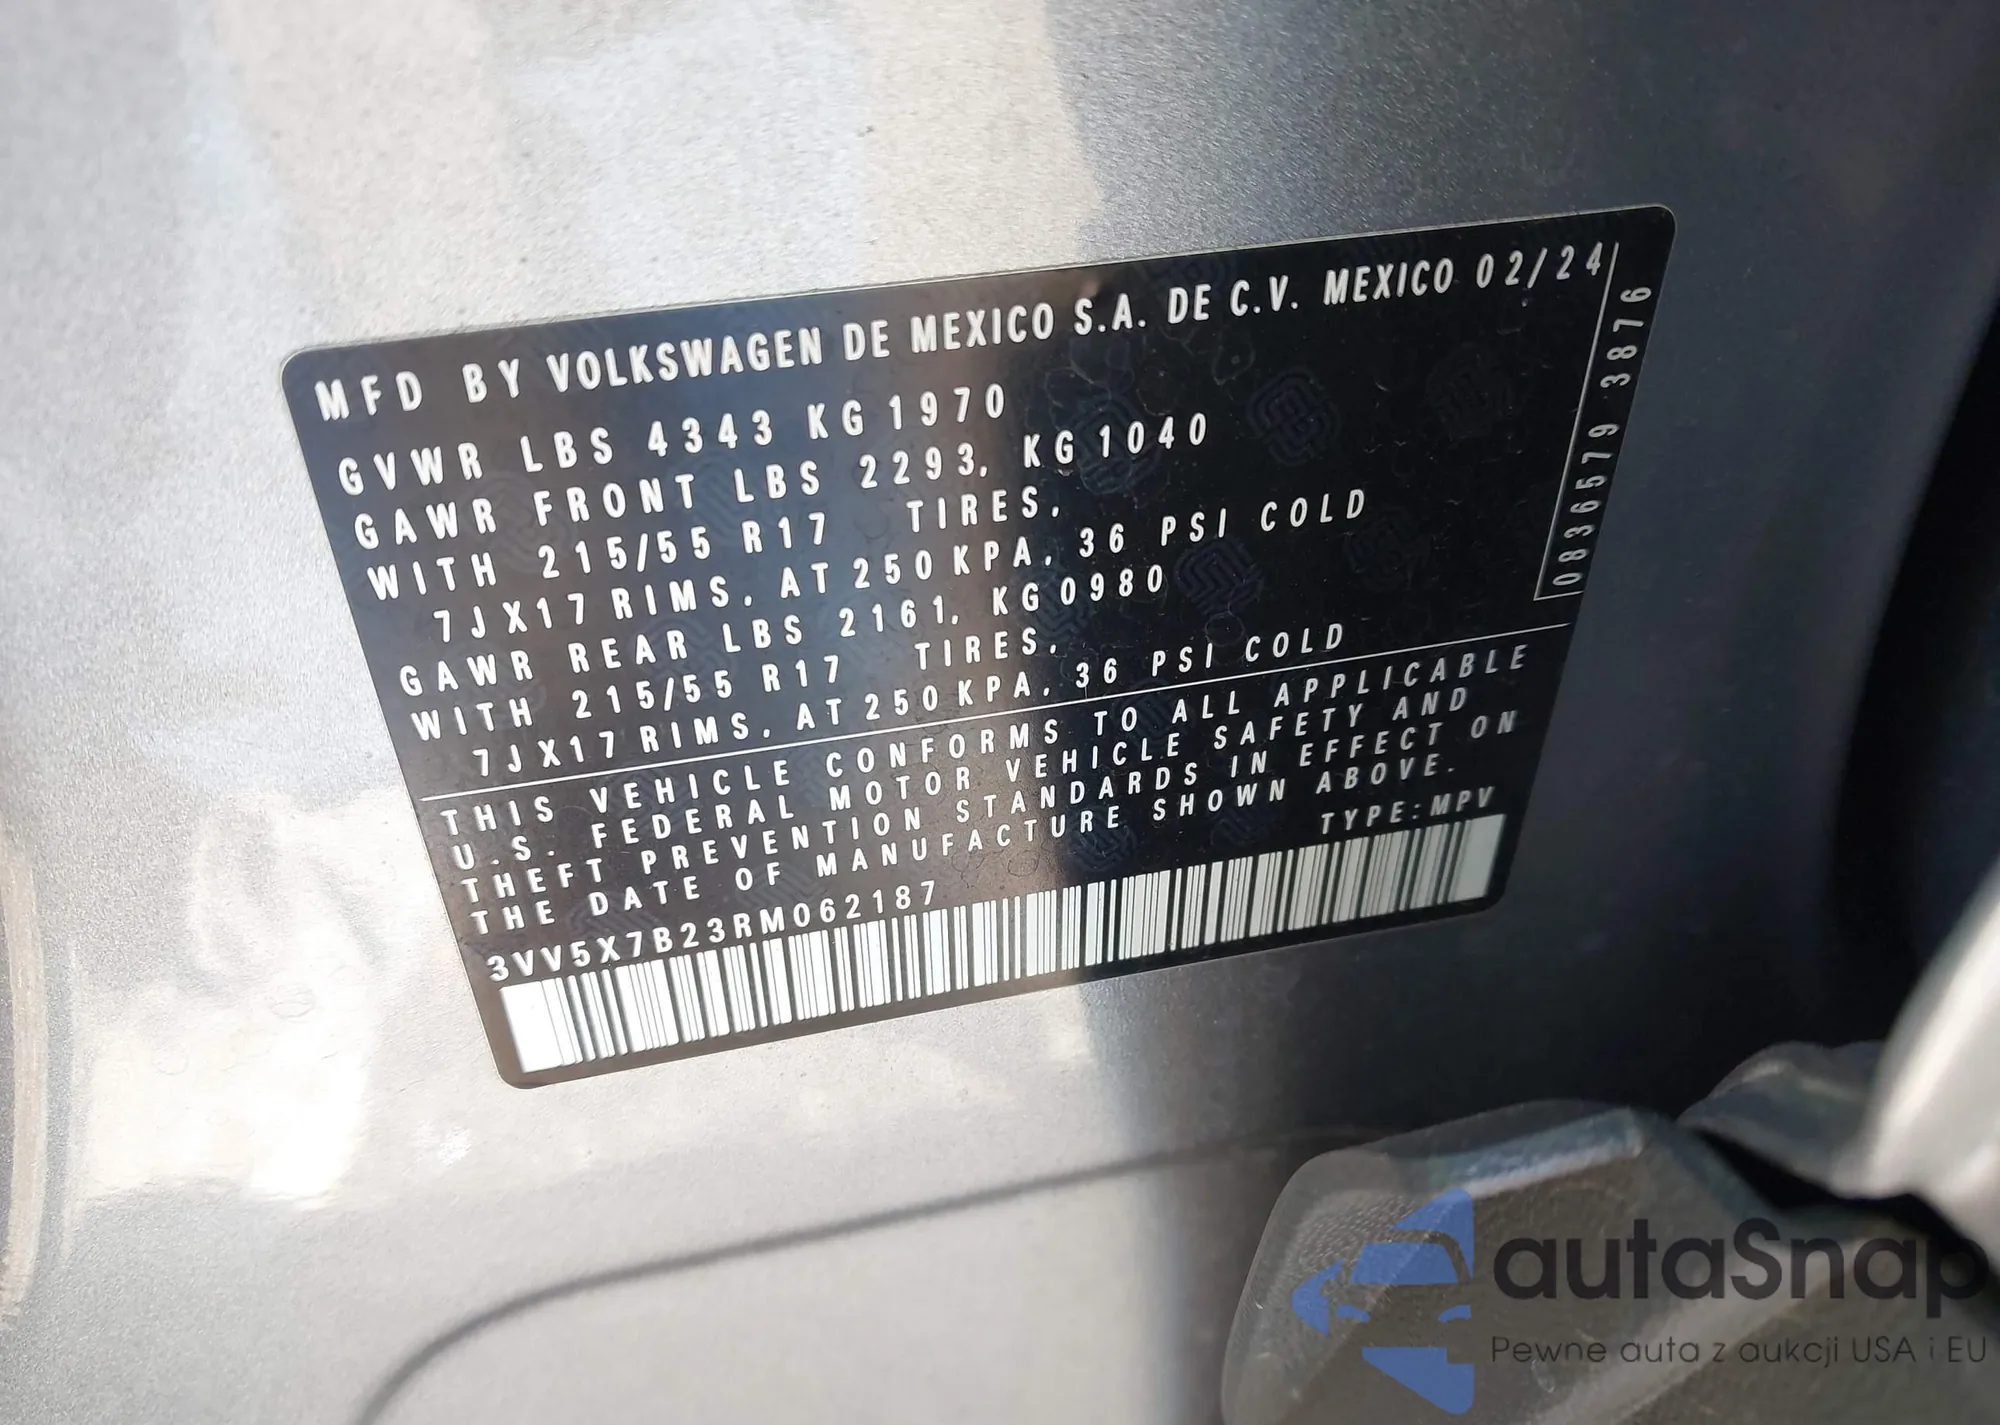 MFD BY VOLKSWAGEN DE MEXICO S.A. DE C.V. MEXICO 02/24
GVWR LBS 4343 KG 1970
GAWR FRONT LBS 2293, KG 1040
WITH 215/55 R17 TIRES,
7JX17 RIMS, AT 250 KPA, 36 PSI COLD
GAWR REAR LBS 2161, KG 0980
WITH 215/55 R17 TIRES,
7JX17 RIMS, AT 250 KPA, 36 PSI COLD
0836579 3876
THIS VEHICLE CONFORMS TO ALL APPLICABLE
U.S. FEDERAL MOTOR VEHICLE SAFETY AND
THEFT PREVENTION STANDARDS IN EFFECT ON
THE DATE OF MANUFACTURE SHOWN ABOVE.
3VV5X7B23RM062187 TYPE: MPV
autaSnap
Pewne auta z aukcji USA i EU